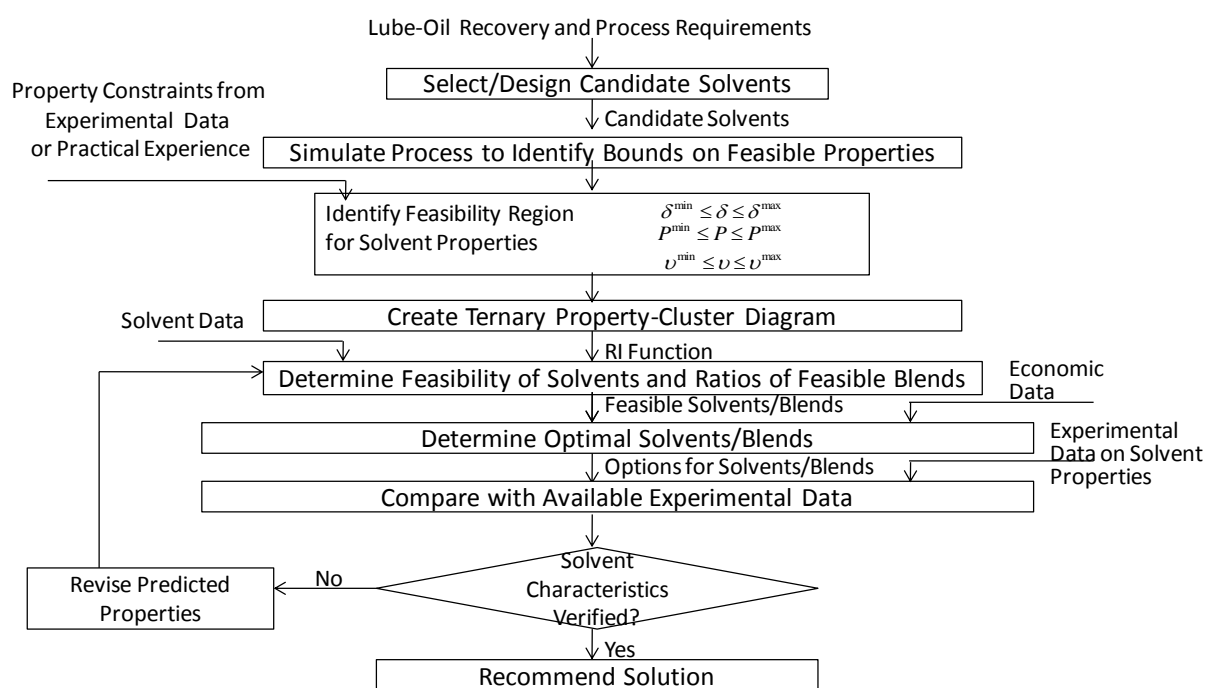 Lube-Oil Recovery and Process Requirements
Select/Design Candidate Solvents
Property Constraints from
Experimental Data
or Practical Experience
Candidate Solvents
Simulate Process to Identify Bounds on Feasible Properties
Identify Feasibility Region
for Solvent Properties
δ^min ≤ δ ≤ δ^max
P^min ≤ P ≤ P^max
υ^min ≤ υ ≤ υ^max
Create Ternary Property-Cluster Diagram
Solvent Data
RI Function
Determine Feasibility of Solvents and Ratios of Feasible Blends
Economic
Data
Feasible Solvents/Blends
Determine Optimal Solvents/Blends
Experimental
Data on Solvent
Properties
Options for Solvents/Blends
Compare with Available Experimental Data
Solvent
Characteristics
Verified?
No
Revise Predicted
Properties
Yes
Recommend Solution